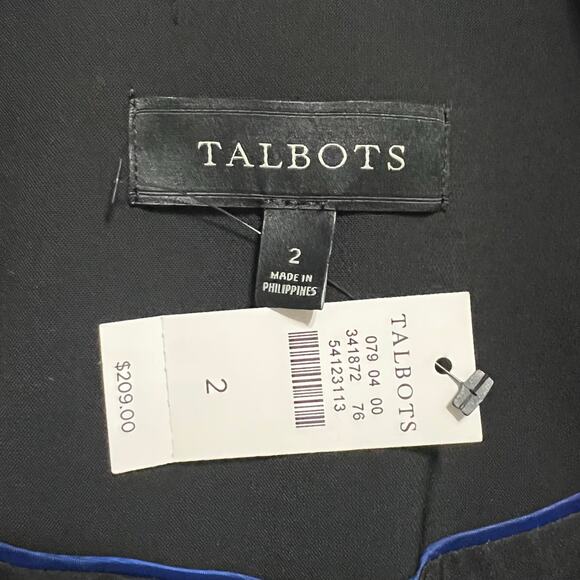 TALBOTS
2
MADE IN
PHILIPPINES
TALBOTS
079 04 00
341872 76
54123113
2
$209.00